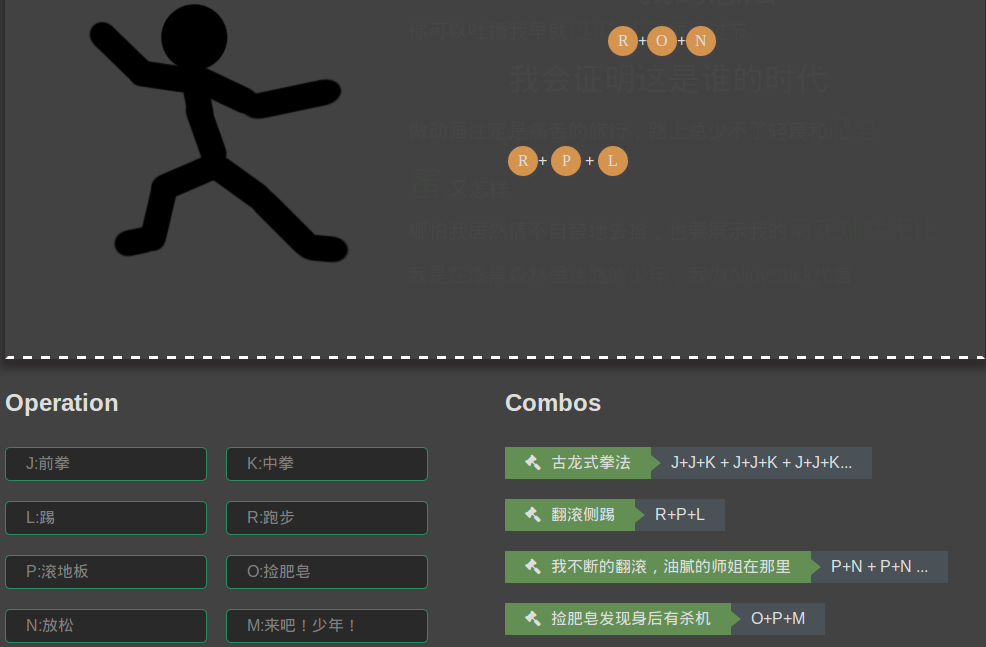 R+O+N
我会证明这是谁的时代
R+P+L
Operation
Combos
J:前拳
K:中拳
古龙式拳法
J+J+K + J+J+K + J+J+K...
L:踢
R:跑步
翻滚侧踢
R+P+L
P:滚地板
O:捡肥皂
我不断的翻滚，油腻的师姐在那里
P+N + P+N ...
N:放松
M:来吧！少年！
捡肥皂发现身后有杀机
O+P+M